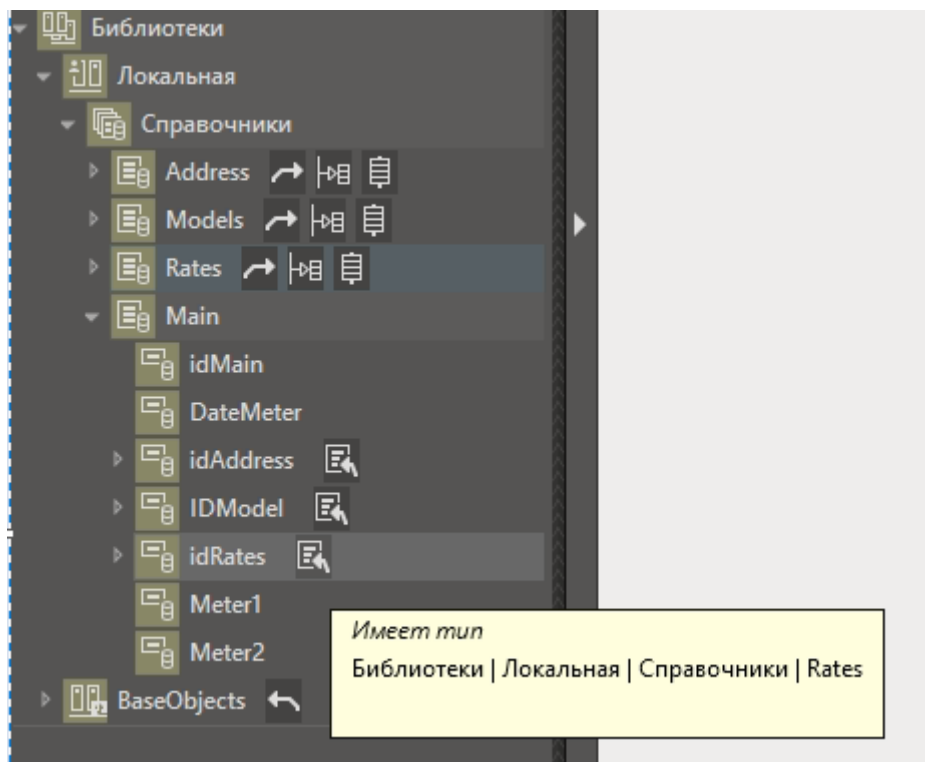 Библиотеки
Локальная
Справочники
Address
Models
Rates
Main
idMain
DateMeter
idAddress
IDModel
idRates
Meter1
Meter2
Имеет тип
Библиотеки | Локальная | Справочники | Rates
BaseObjects